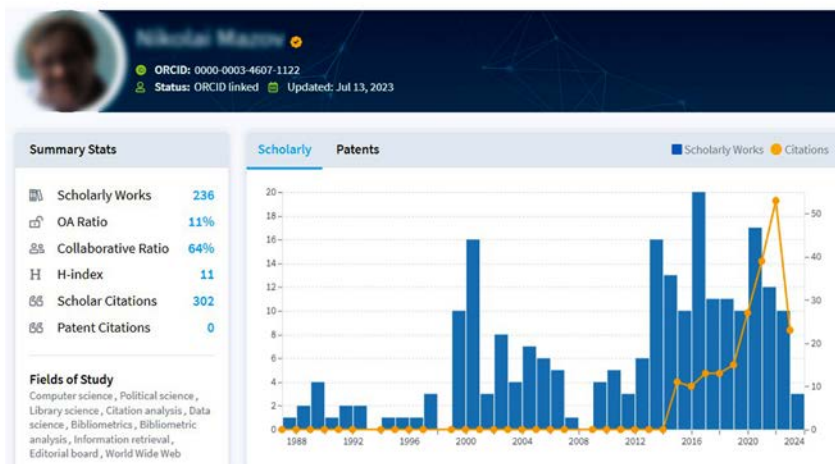 Nikolai Mazov
ORCID: 0000-0003-4607-1122
Status: ORCID linked Updated: Jul 13, 2023
Summary Stats
Scholarly Works 236
OA Ratio 11%
Collaborative Ratio 64%
H H-index 11
Scholar Citations 302
Patent Citations 0
Fields of Study
Computer science, Political science,
Library science, Citation analysis, Data
science, Bibliometrics, Bibliometric
analysis, Information retrieval,
Editorial board, World Wide Web
Scholarly Patents
Scholarly Works Citations
20
18
16
14
12
10
8
6
4
2
0
50
40
30
20
10
0
1988 1992 1996 2000 2004 2008 2012 2016 2020 2024